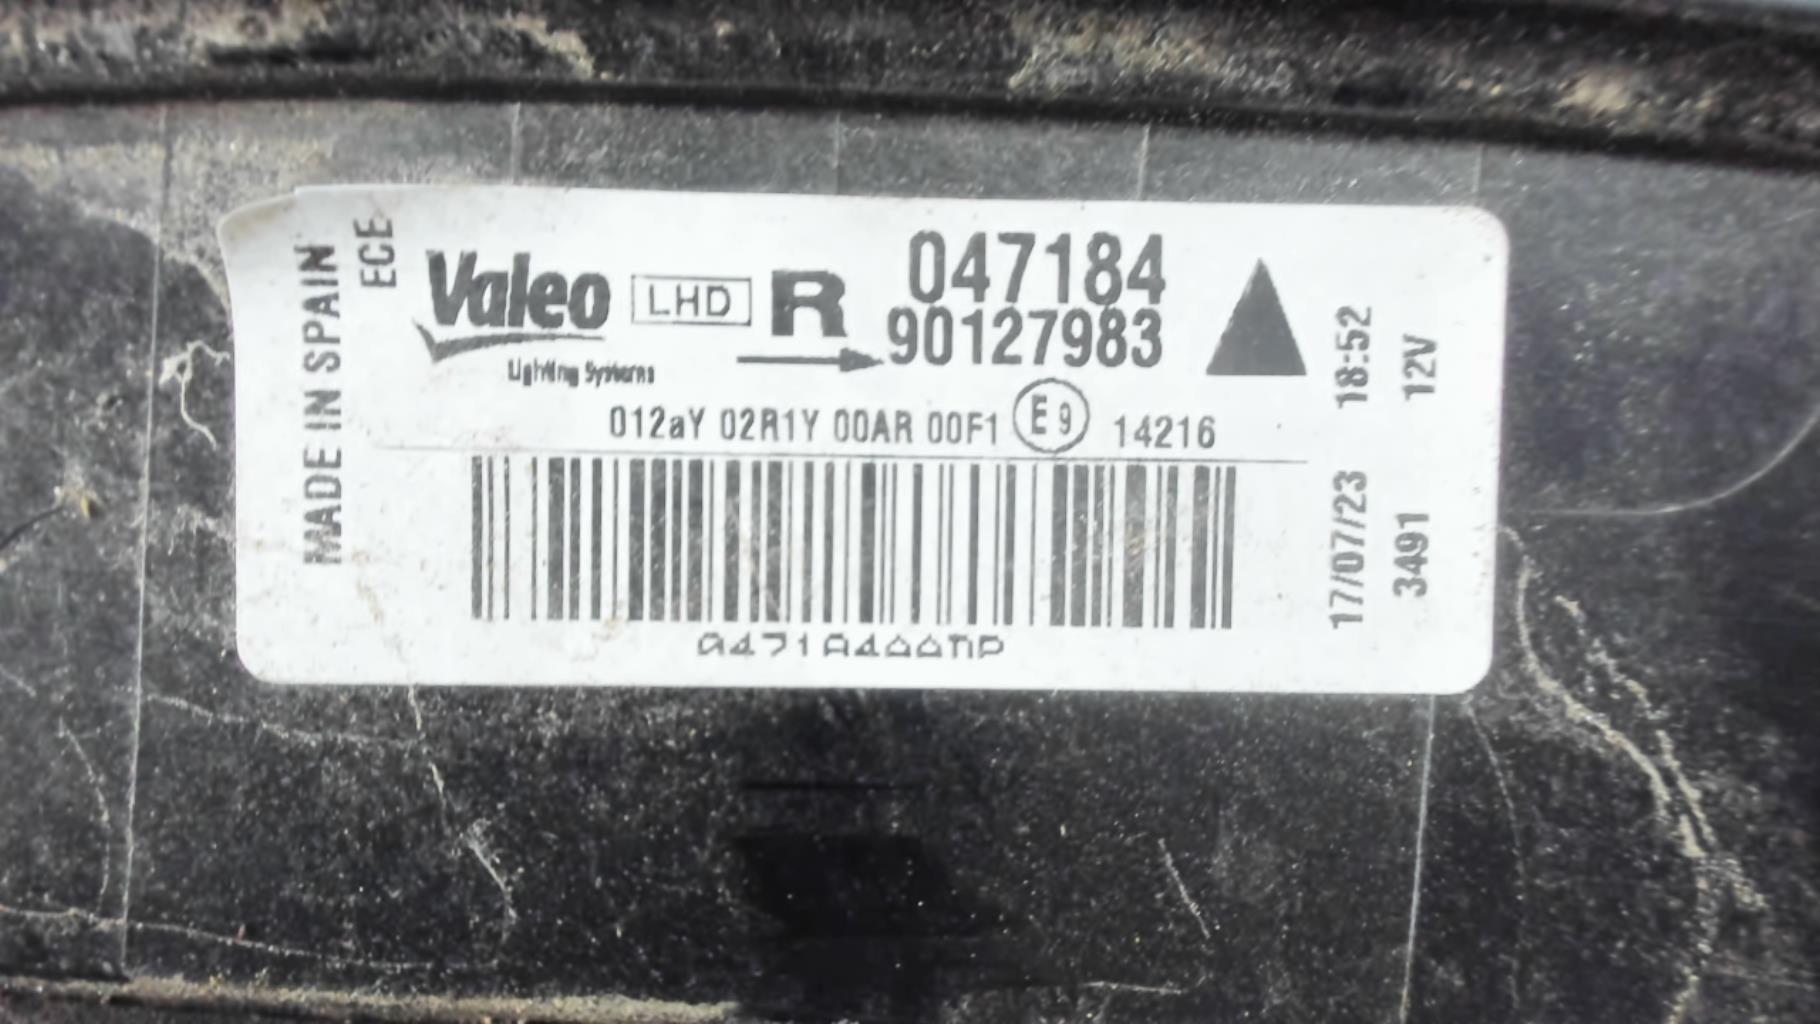 MADE IN SPAIN
ECE
Valeo
Lighting Systems
LHD
R
047184
90127983
012aY 02R1Y 00AR 00F1 E9 14216
17/07/23 18:52
3491 12V